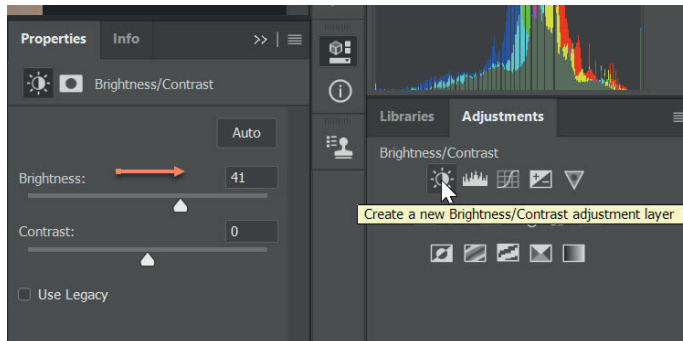 Properties Info
Brightness/Contrast
Auto
Brightness: 41
Contrast: 0
Use Legacy
Libraries Adjustments
Brightness/Contrast
Create a new Brightness/Contrast adjustment layer